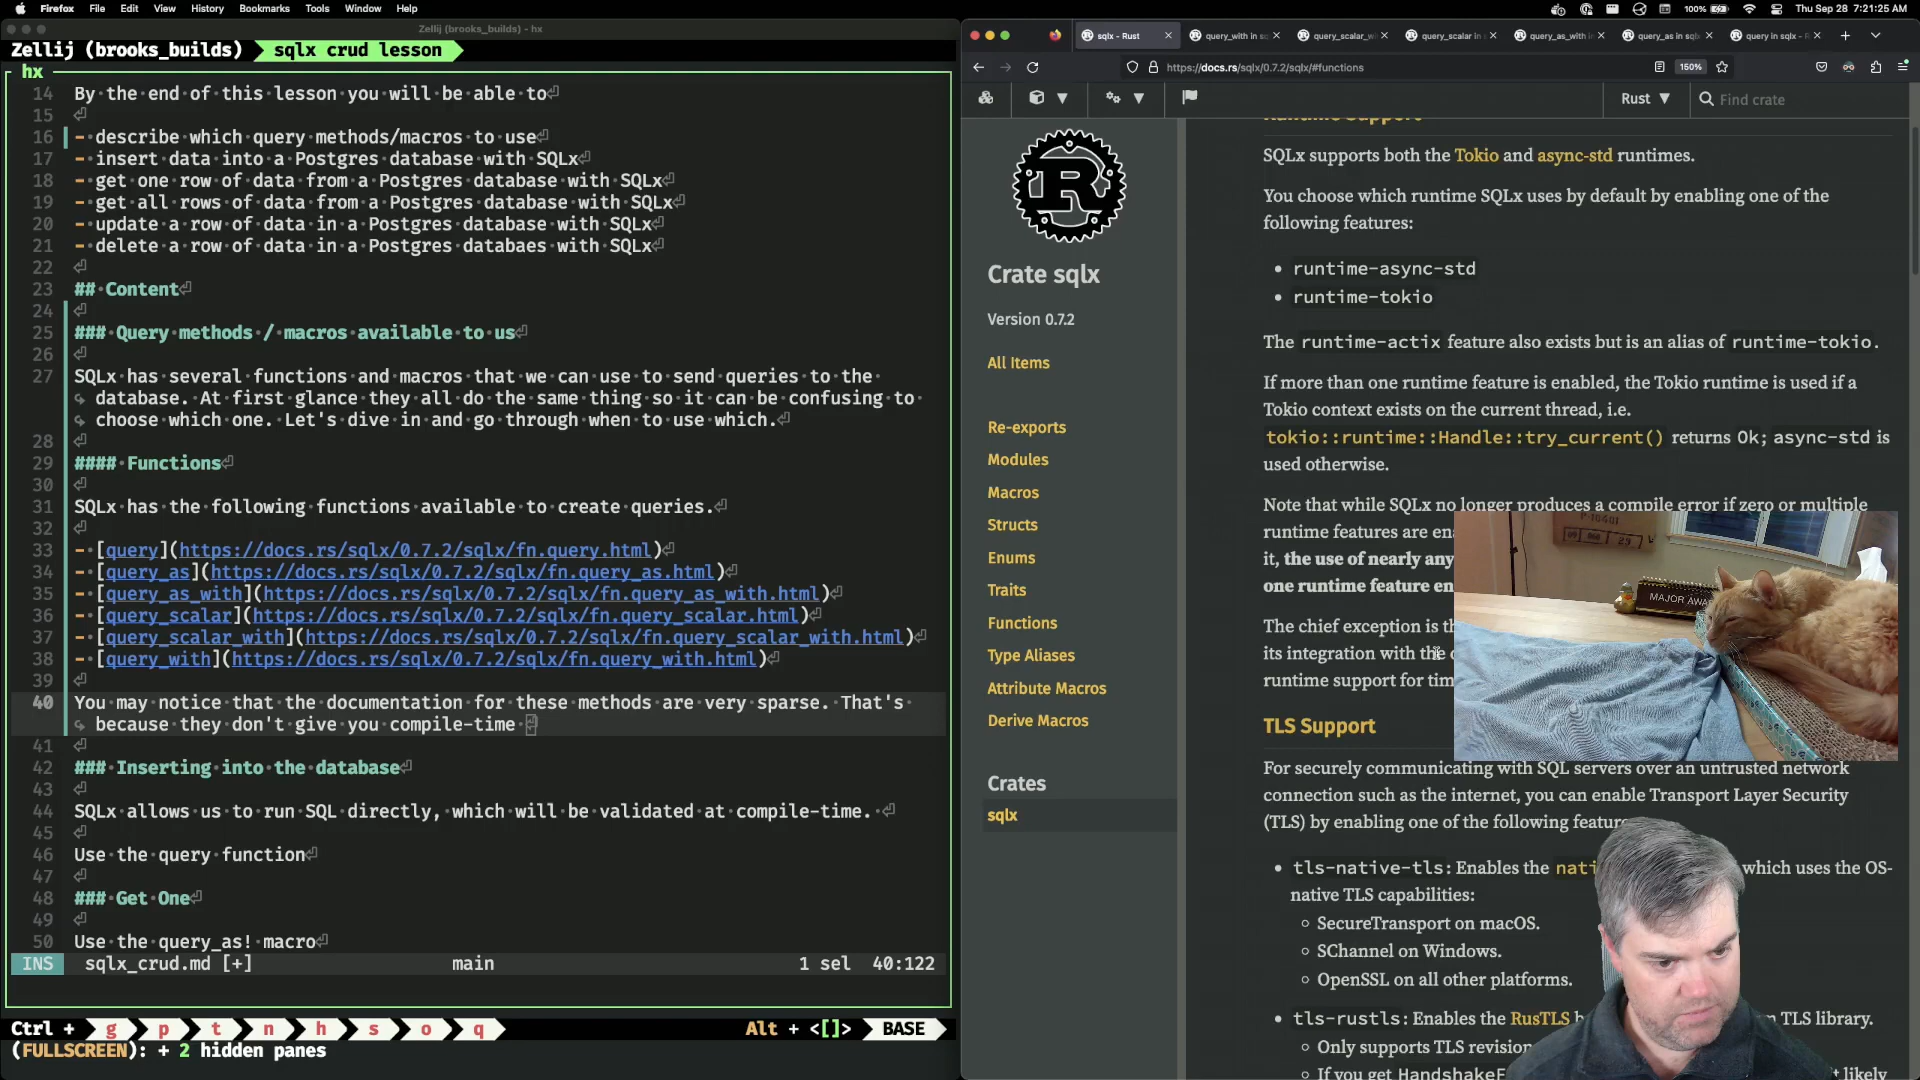 Firefox File Edit View History Bookmarks Tools Window Help
100% Thu Sep 28 7:21:25 AM
Zellij (brooks_builds) - hx
Zellij (brooks_builds) sqlx crud lesson
hx
14 By·the·end·of·this·lesson·you·will·be·able·to⏎
15 ⏎
16 -·describe·which·query·methods/macros·to·use⏎
17 -·insert·data·into·a·Postgres·database·with·SQLx⏎
18 -·get·one·row·of·data·from·a·Postgres·database·with·SQLx⏎
19 -·get·all·rows·of·data·from·a·Postgres·database·with·SQLx⏎
20 -·update·a·row·of·data·in·a·Postgres·database·with·SQLx⏎
21 -·delete·a·row·of·data·in·a·Postgres·databaes·with·SQLx⏎
22 ⏎
23 ##·Content⏎
24 ⏎
25 ###·Query·methods·/·macros·available·to·us⏎
26 ⏎
27 SQLx·has·several·functions·and·macros·that·we·can·use·to·send·queries·to·the·
↪ database.·At·first·glance·they·all·do·the·same·thing·so·it·can·be·confusing·to·
↪ choose·which·one.·Let's·dive·in·and·go·through·when·to·use·which.⏎
28 ⏎
29 ####·Functions⏎
30 ⏎
31 SQLx·has·the·following·functions·available·to·create·queries.⏎
32 ⏎
33 -·[query](https://docs.rs/sqlx/0.7.2/sqlx/fn.query.html)⏎
34 -·[query_as](https://docs.rs/sqlx/0.7.2/sqlx/fn.query_as.html)⏎
35 -·[query_as_with](https://docs.rs/sqlx/0.7.2/sqlx/fn.query_as_with.html)⏎
36 -·[query_scalar](https://docs.rs/sqlx/0.7.2/sqlx/fn.query_scalar.html)⏎
37 -·[query_scalar_with](https://docs.rs/sqlx/0.7.2/sqlx/fn.query_scalar_with.html)⏎
38 -·[query_with](https://docs.rs/sqlx/0.7.2/sqlx/fn.query_with.html)⏎
39 ⏎
40 You·may·notice·that·the·documentation·for·these·methods·are·very·sparse.·That's·
↪ because·they·don't·give·you·compile-time·⏎
41 ⏎
42 ###·Inserting·into·the·database⏎
43 ⏎
44 SQLx·allows·us·to·run·SQL·directly,·which·will·be·validated·at·compile-time.·⏎
45 ⏎
46 Use·the·query·function⏎
47 ⏎
48 ###·Get·One⏎
49 ⏎
50 Use·the·query_as!·macro⏎
INS sqlx_crud.md [+] main 1 sel 40:122
Ctrl + g p t n h s o q Alt + <[]> BASE
(FULLSCREEN): + 2 hidden panes
sqlx - Rust query_with in sq query_scalar_wi query_scalar in query_as_with in query_as in sqlx query in sqlx -
https://docs.rs/sqlx/0.7.2/sqlx/#functions 150%
Rust Find crate
Crate sqlx
Version 0.7.2
All Items
Re-exports
Modules
Macros
Structs
Enums
Traits
Functions
Type Aliases
Attribute Macros
Derive Macros
Crates
sqlx
Runtime Support
SQLx supports both the Tokio and async-std runtimes.
You choose which runtime SQLx uses by default by enabling one of the
following features:
• runtime-async-std
• runtime-tokio
The runtime-actix feature also exists but is an alias of runtime-tokio.
If more than one runtime feature is enabled, the Tokio runtime is used if a
Tokio context exists on the current thread, i.e.
tokio::runtime::Handle::try_current() returns Ok; async-std is
used otherwise.
Note that while SQLx no longer produces a compile error if zero or multiple
runtime features are en
it, the use of nearly any
one runtime feature en
The chief exception is th
its integration with the
runtime support for tim
MAJOR AWA
TLS Support
For securely communicating with SQL servers over an untrusted network
connection such as the internet, you can enable Transport Layer Security
(TLS) by enabling one of the following featur
• tls-native-tls: Enables the nati which uses the OS-
native TLS capabilities:
◦ SecureTransport on macOS.
◦ SChannel on Windows.
◦ OpenSSL on all other platforms.
• tls-rustls: Enables the RusTLS TLS library.
◦ Only supports TLS revision
◦ If you get HandshakeF likely